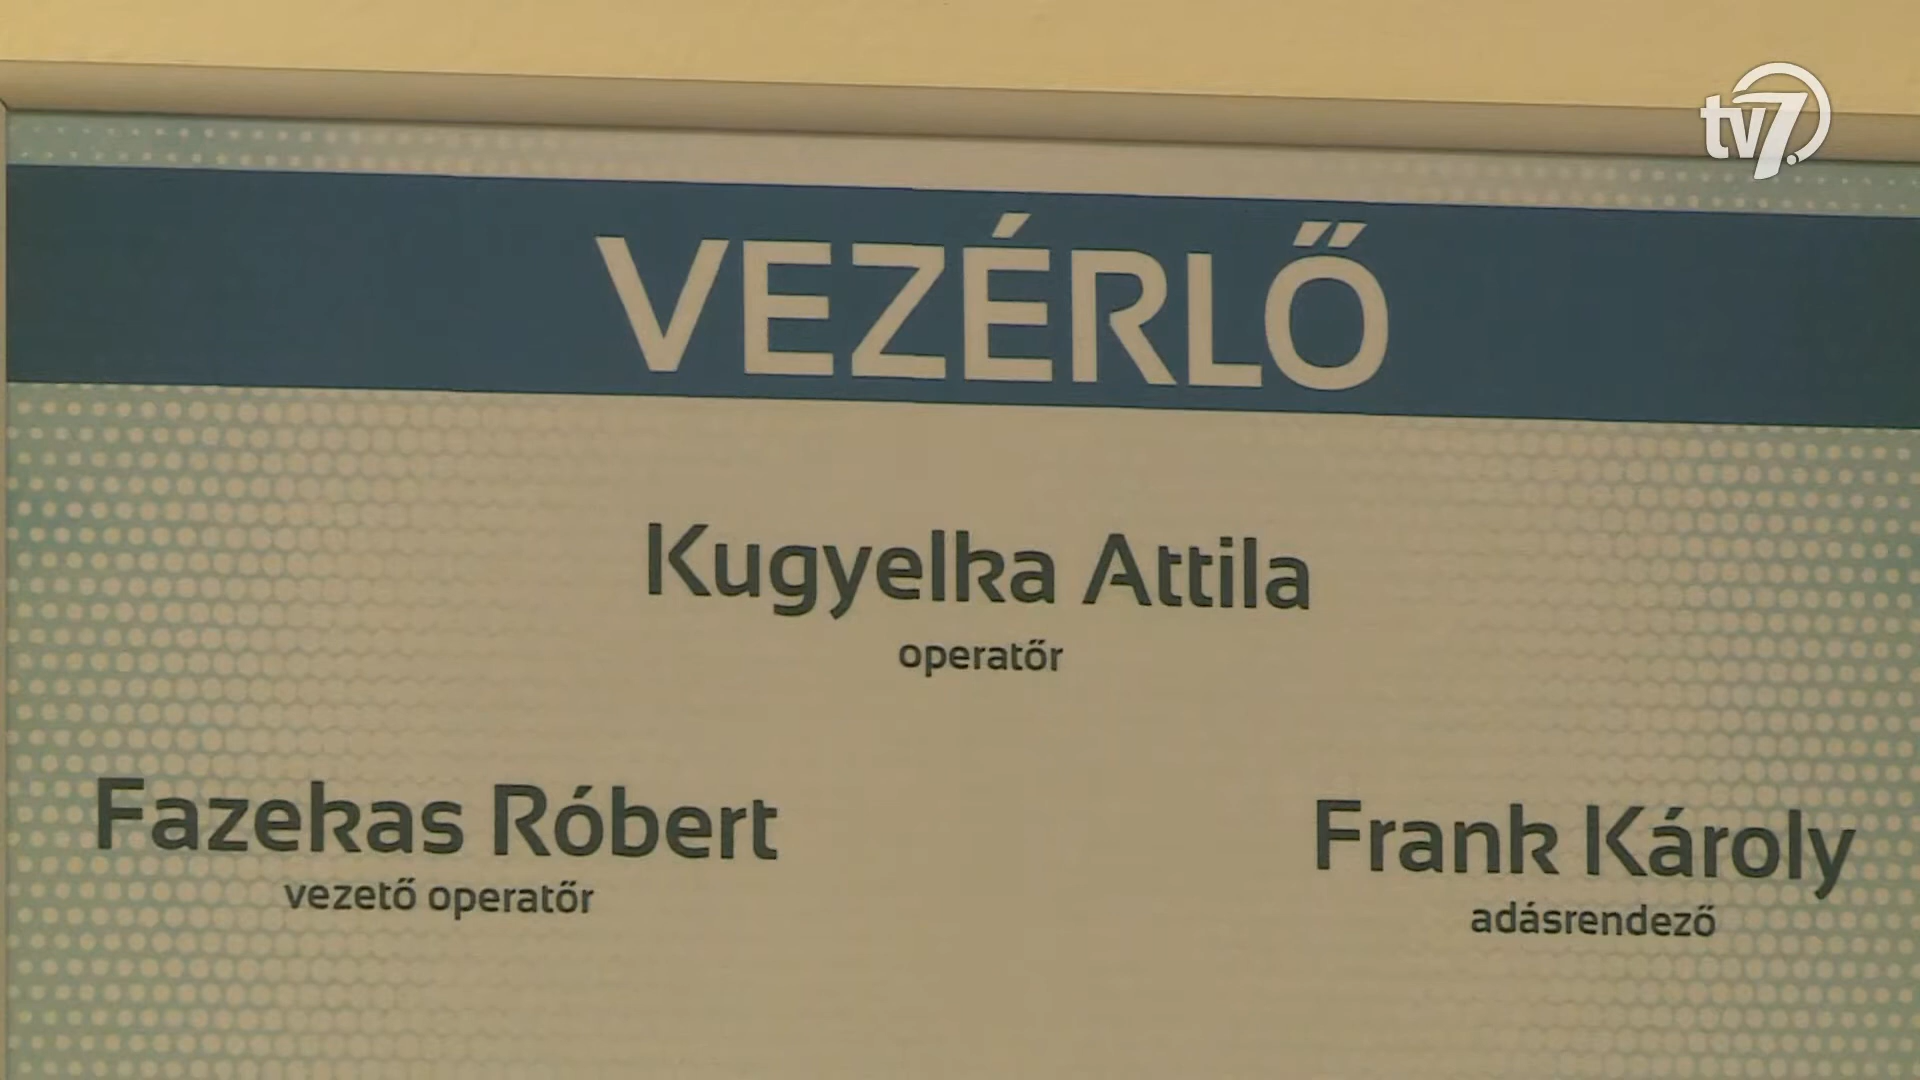 tv7.
VEZÉRLŐ
Kugyelka Attila
operatőr
Fazekas Róbert
vezető operatőr
Frank Károly
adásrendező